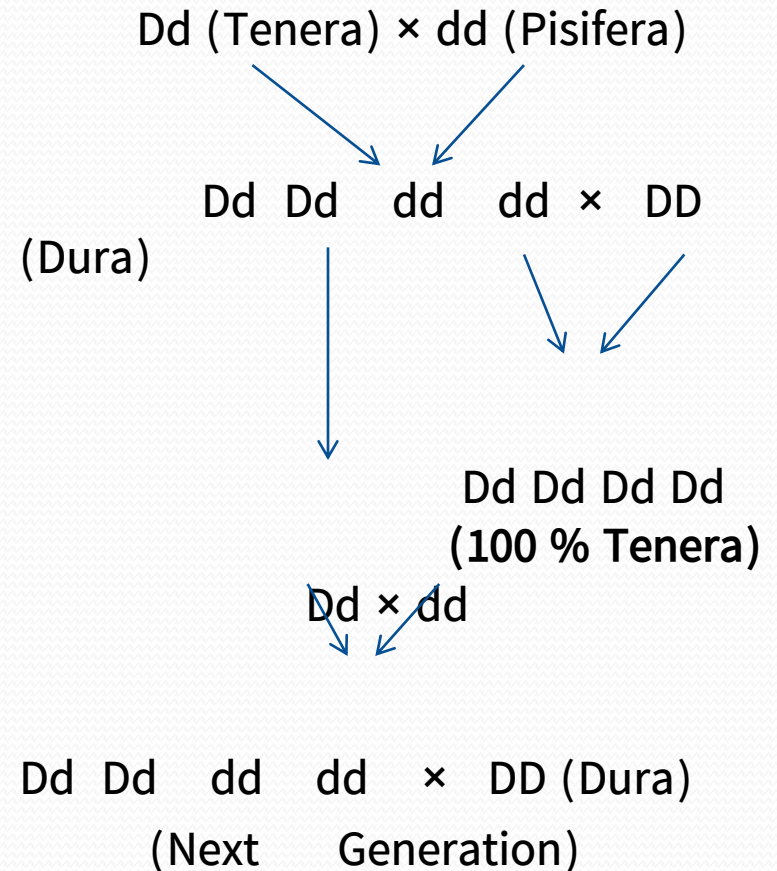 Dd (Tenera) × dd (Pisifera)
Dd Dd dd dd × DD
(Dura)
Dd Dd Dd Dd
(100 % Tenera)
Dd × dd
Dd Dd dd dd × DD (Dura)
(Next Generation)